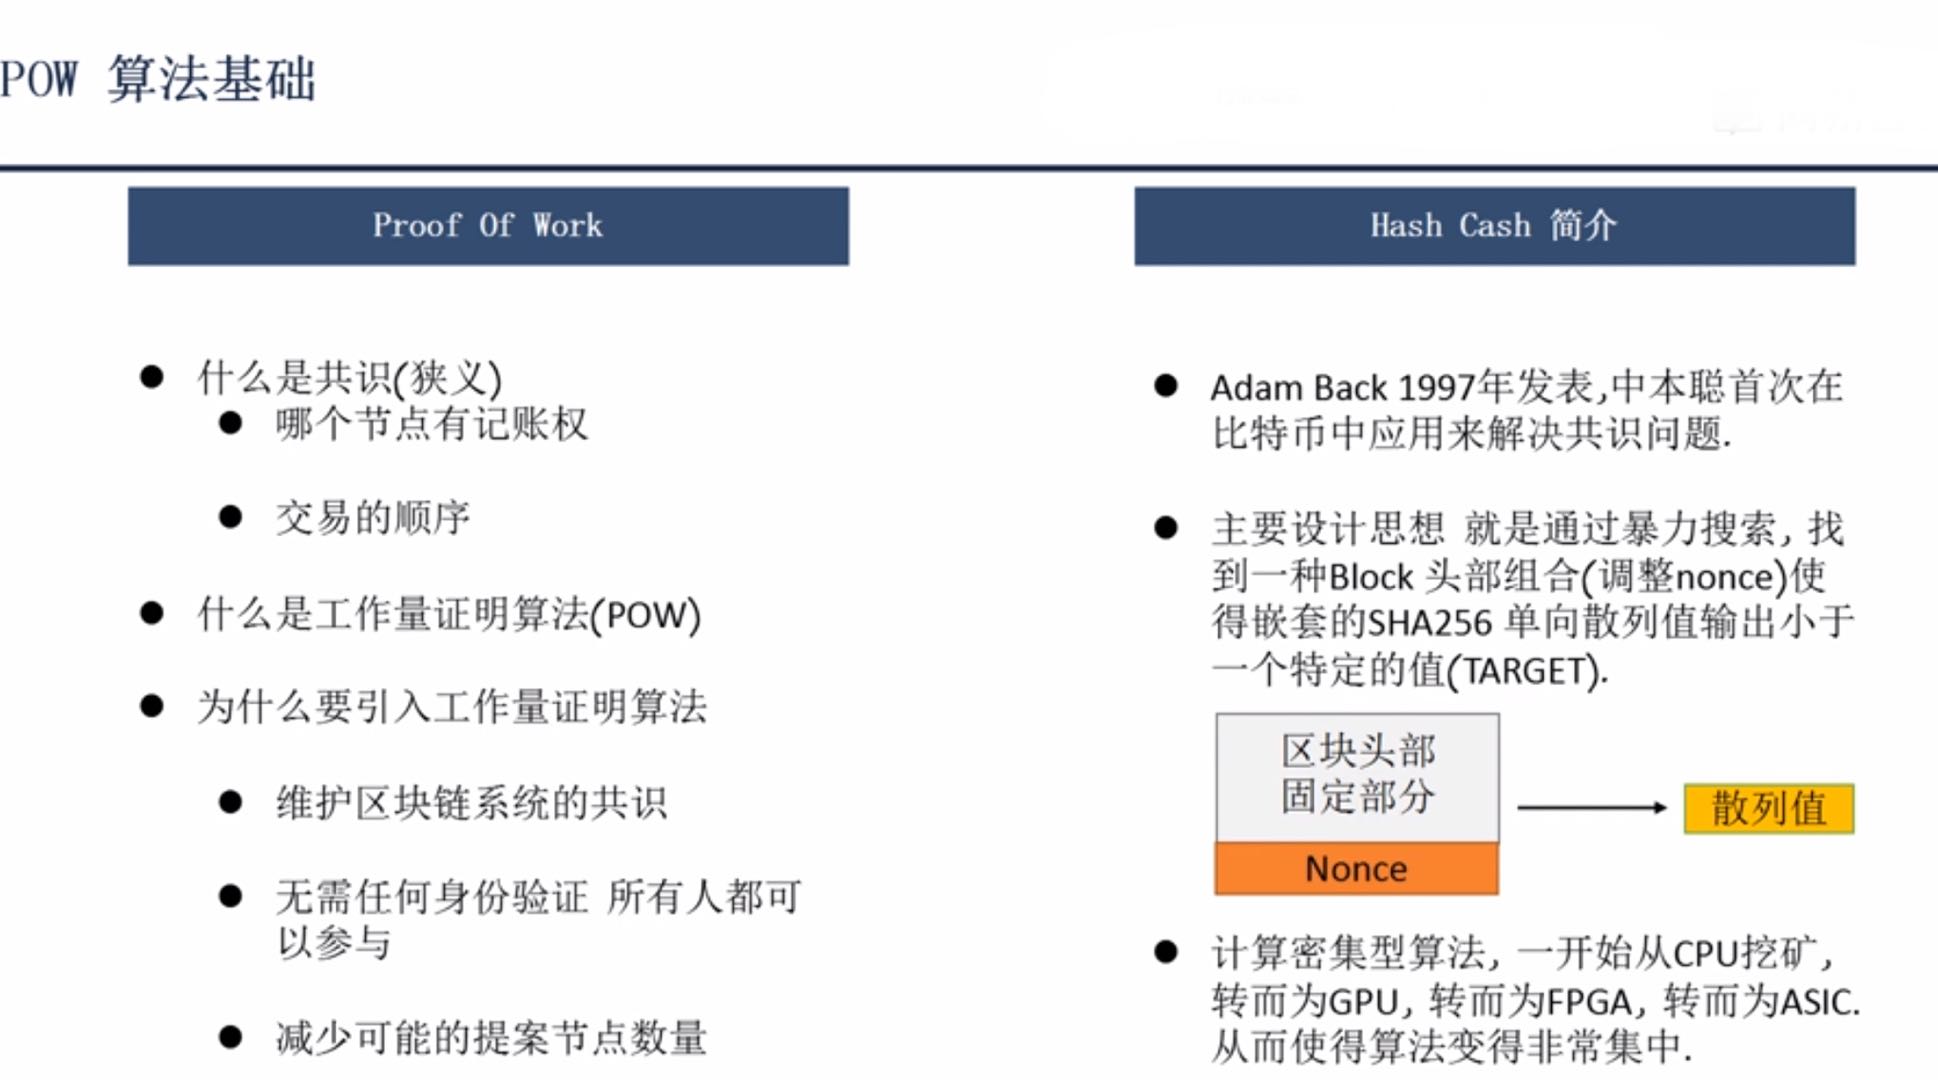 POW 算法基础
Proof Of Work
什么是共识(狭义)
哪个节点有记账权
交易的顺序
什么是工作量证明算法(POW)
为什么要引入工作量证明算法
维护区块链系统的共识
无需任何身份验证 所有人都可
以参与
减少可能的提案节点数量
Hash Cash 简介
Adam Back 1997年发表,中本聪首次在
比特币中应用来解决共识问题.
主要设计思想 就是通过暴力搜索, 找
到一种Block 头部组合(调整nonce)使
得嵌套的SHA256 单向散列值输出小于
一个特定的值(TARGET).
区块头部
固定部分
Nonce
散列值
计算密集型算法, 一开始从CPU挖矿,
转而为GPU, 转而为FPGA, 转而为ASIC.
从而使得算法变得非常集中.